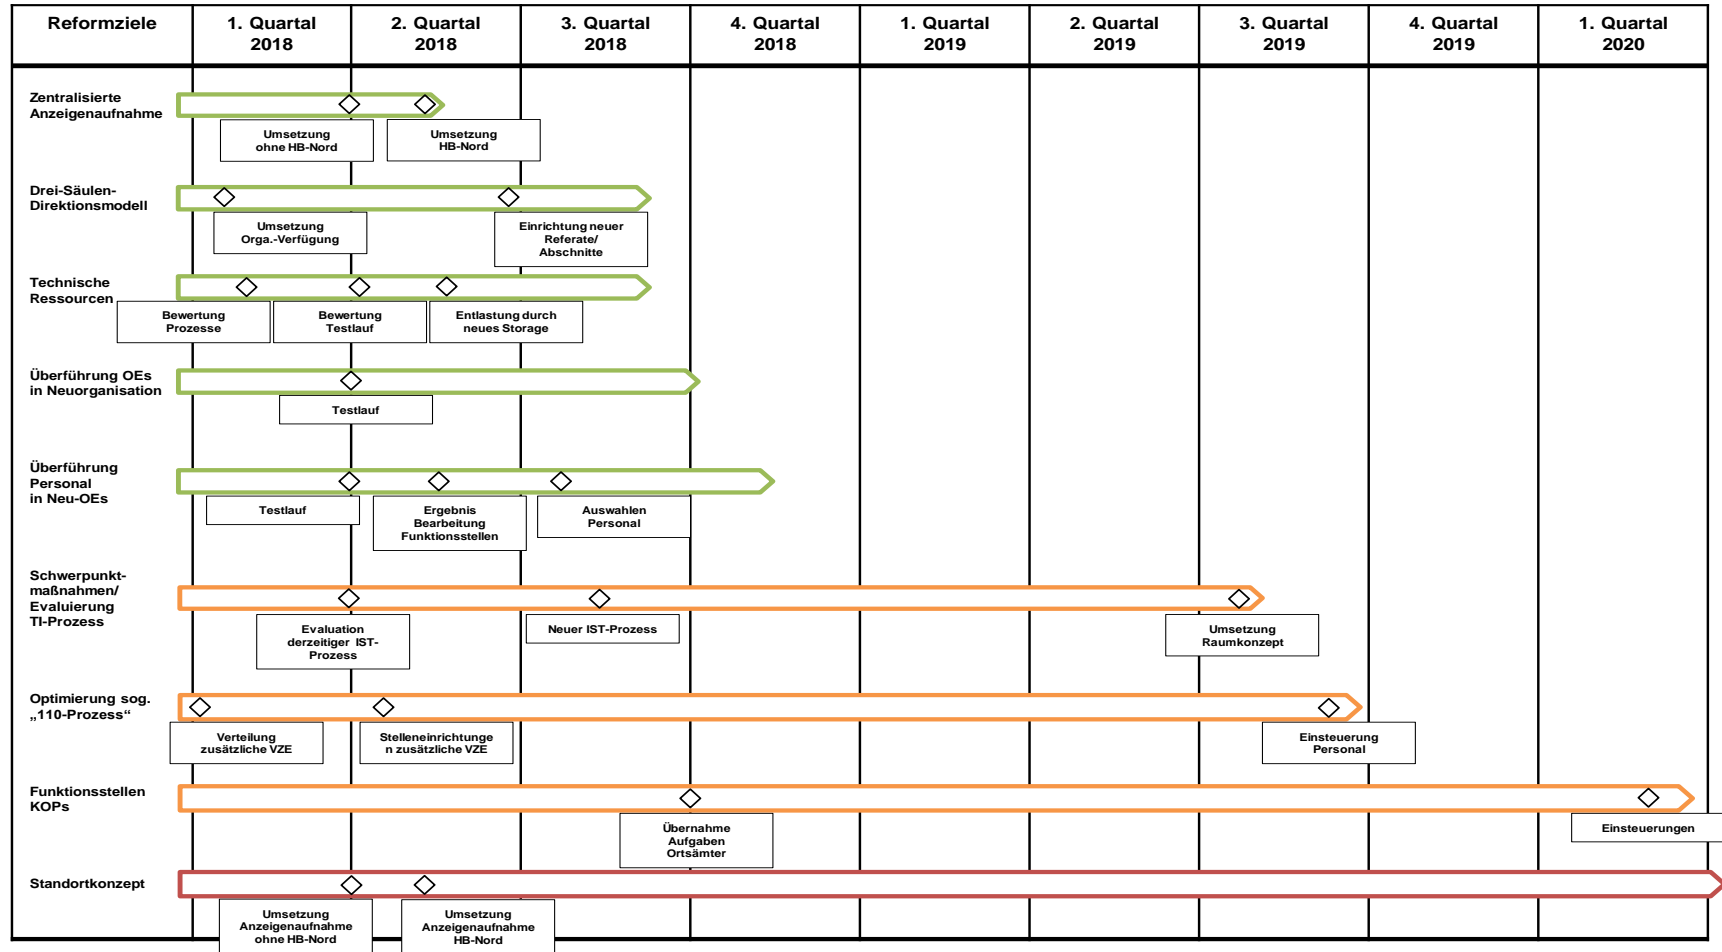 Reformziele
1. Quartal
2018
2. Quartal
2018
3. Quartal
2018
4. Quartal
2018
1. Quartal
2019
2. Quartal
2019
3. Quartal
2019
4. Quartal
2019
1. Quartal
2020
Zentralisierte
Anzeigenaufnahme
Umsetzung
ohne HB-Nord
Umsetzung
HB-Nord
Drei-Säulen-
Direktionsmodell
Umsetzung
Orga.-Verfügung
Einrichtung neuer
Referate/
Abschnitte
Technische
Ressourcen
Bewertung
Prozesse
Bewertung
Testlauf
Entlastung durch
neues Storage
Überführung OEs
in Neuorganisation
Testlauf
Überführung
Personal
in Neu-OEs
Testlauf
Ergebnis
Bearbeitung
Funktionsstellen
Auswahlen
Personal
Schwerpunkt-
maßnahmen/
Evaluierung
TI-Prozess
Evaluation
derzeitiger IST-
Prozess
Neuer IST-Prozess
Umsetzung
Raumkonzept
Optimierung sog.
„110-Prozess“
Verteilung
zusätzliche VZE
Stelleneinrichtunge
n zusätzliche VZE
Einsteuerung
Personal
Funktionsstellen
KOPs
Übernahme
Aufgaben
Ortsämter
Einsteuerungen
Standortkonzept
Umsetzung
Anzeigenaufnahme
ohne HB-Nord
Umsetzung
Anzeigenaufnahme
HB-Nord